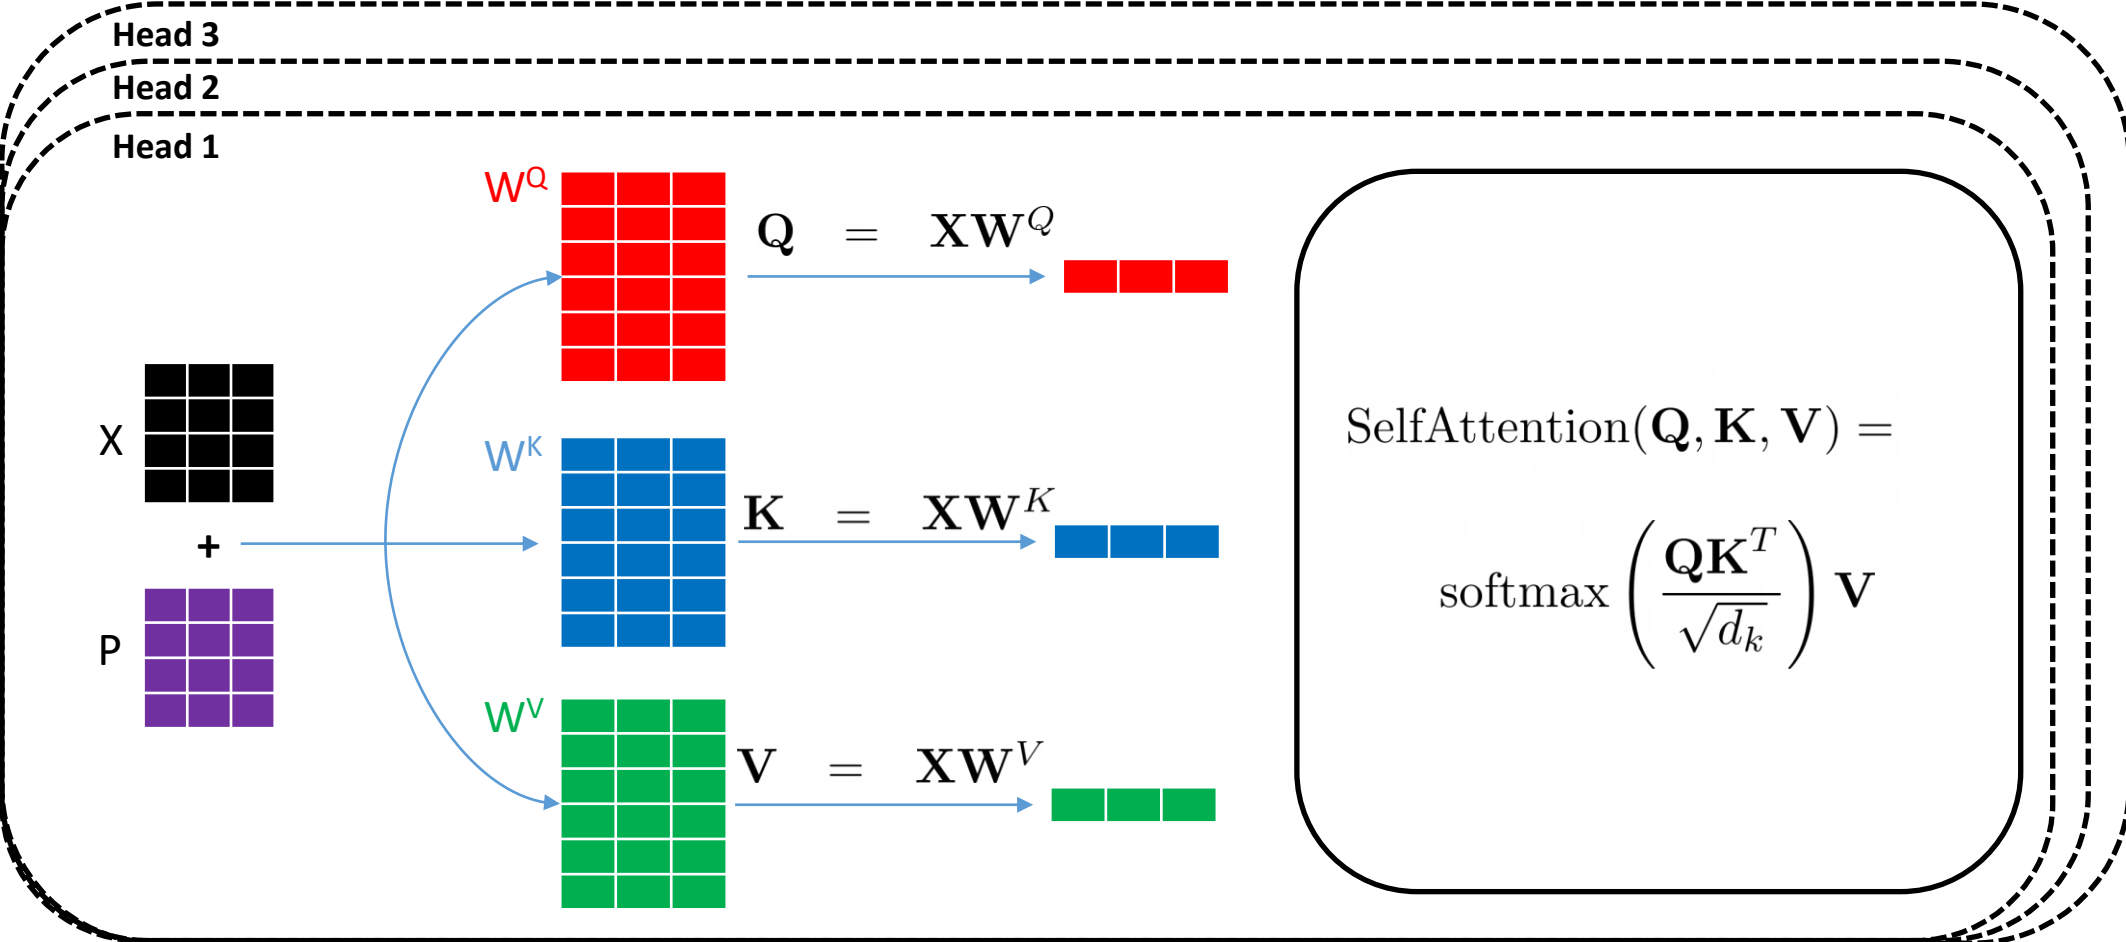 Head 3
Head 2
Head 1
W^Q
Q = XW^Q
X
W^K
K = XW^K
+
P
W^V
V = XW^V
SelfAttention(Q, K, V) =
softmax (QK^T / √d_k) V